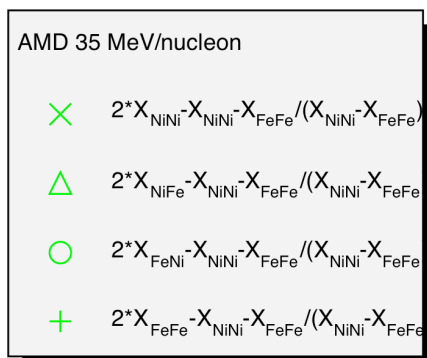 AMD 35 MeV/nucleon
2*X_NiNi-X_NiNi-X_FeFe/(X_NiNi-X_FeFe)
2*X_NiFe-X_NiNi-X_FeFe/(X_NiNi-X_FeFe
2*X_FeNi-X_NiNi-X_FeFe/(X_NiNi-X_FeFe
2*X_FeFe-X_NiNi-X_FeFe/(X_NiNi-X_FeFe